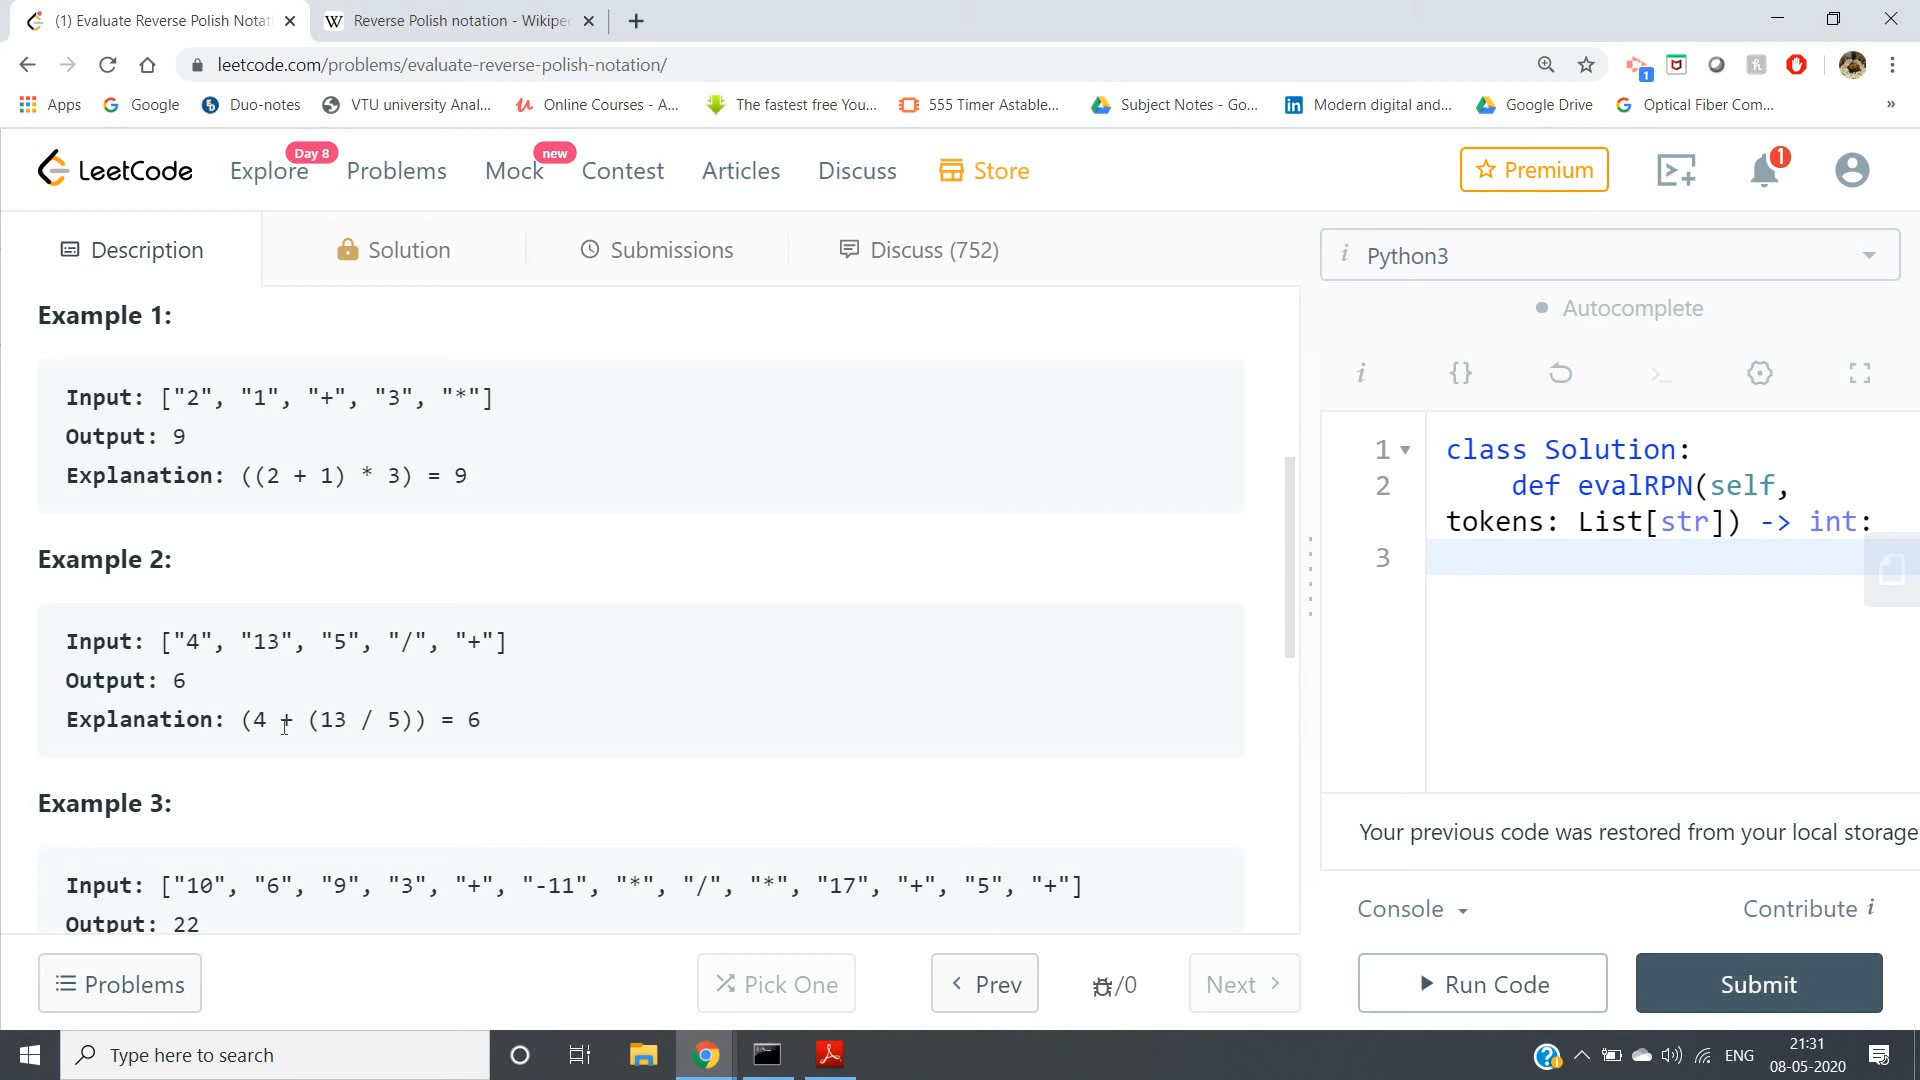 (1) Evaluate Reverse Polish Notat
W Reverse Polish notation - Wikiped
leetcode.com/problems/evaluate-reverse-polish-notation/
1
Apps Google Duo-notes VTU university Anal... Online Courses - A... The fastest free You... 555 Timer Astable... Subject Notes - Go... Modern digital and... Google Drive Optical Fiber Com... »
LeetCode Explore Day 8 Problems Mock new Contest Articles Discuss Store Premium 1
Description Solution Submissions Discuss (752)
Example 1:
Input: ["2", "1", "+", "3", "*"]
Output: 9
Explanation: ((2 + 1) * 3) = 9
Example 2:
Input: ["4", "13", "5", "/", "+"]
Output: 6
Explanation: (4 + (13 / 5)) = 6
Example 3:
Input: ["10", "6", "9", "3", "+", "-11", "*", "/", "*", "17", "+", "5", "+"]
Output: 22
i Python3
Autocomplete
i {} >_
1 class Solution:
2 def evalRPN(self,
tokens: List[str]) -> int:
3
Your previous code was restored from your local storage
Console Contribute i
Problems Pick One Prev /0 Next Run Code Submit
Type here to search
ENG
21:31
08-05-2020